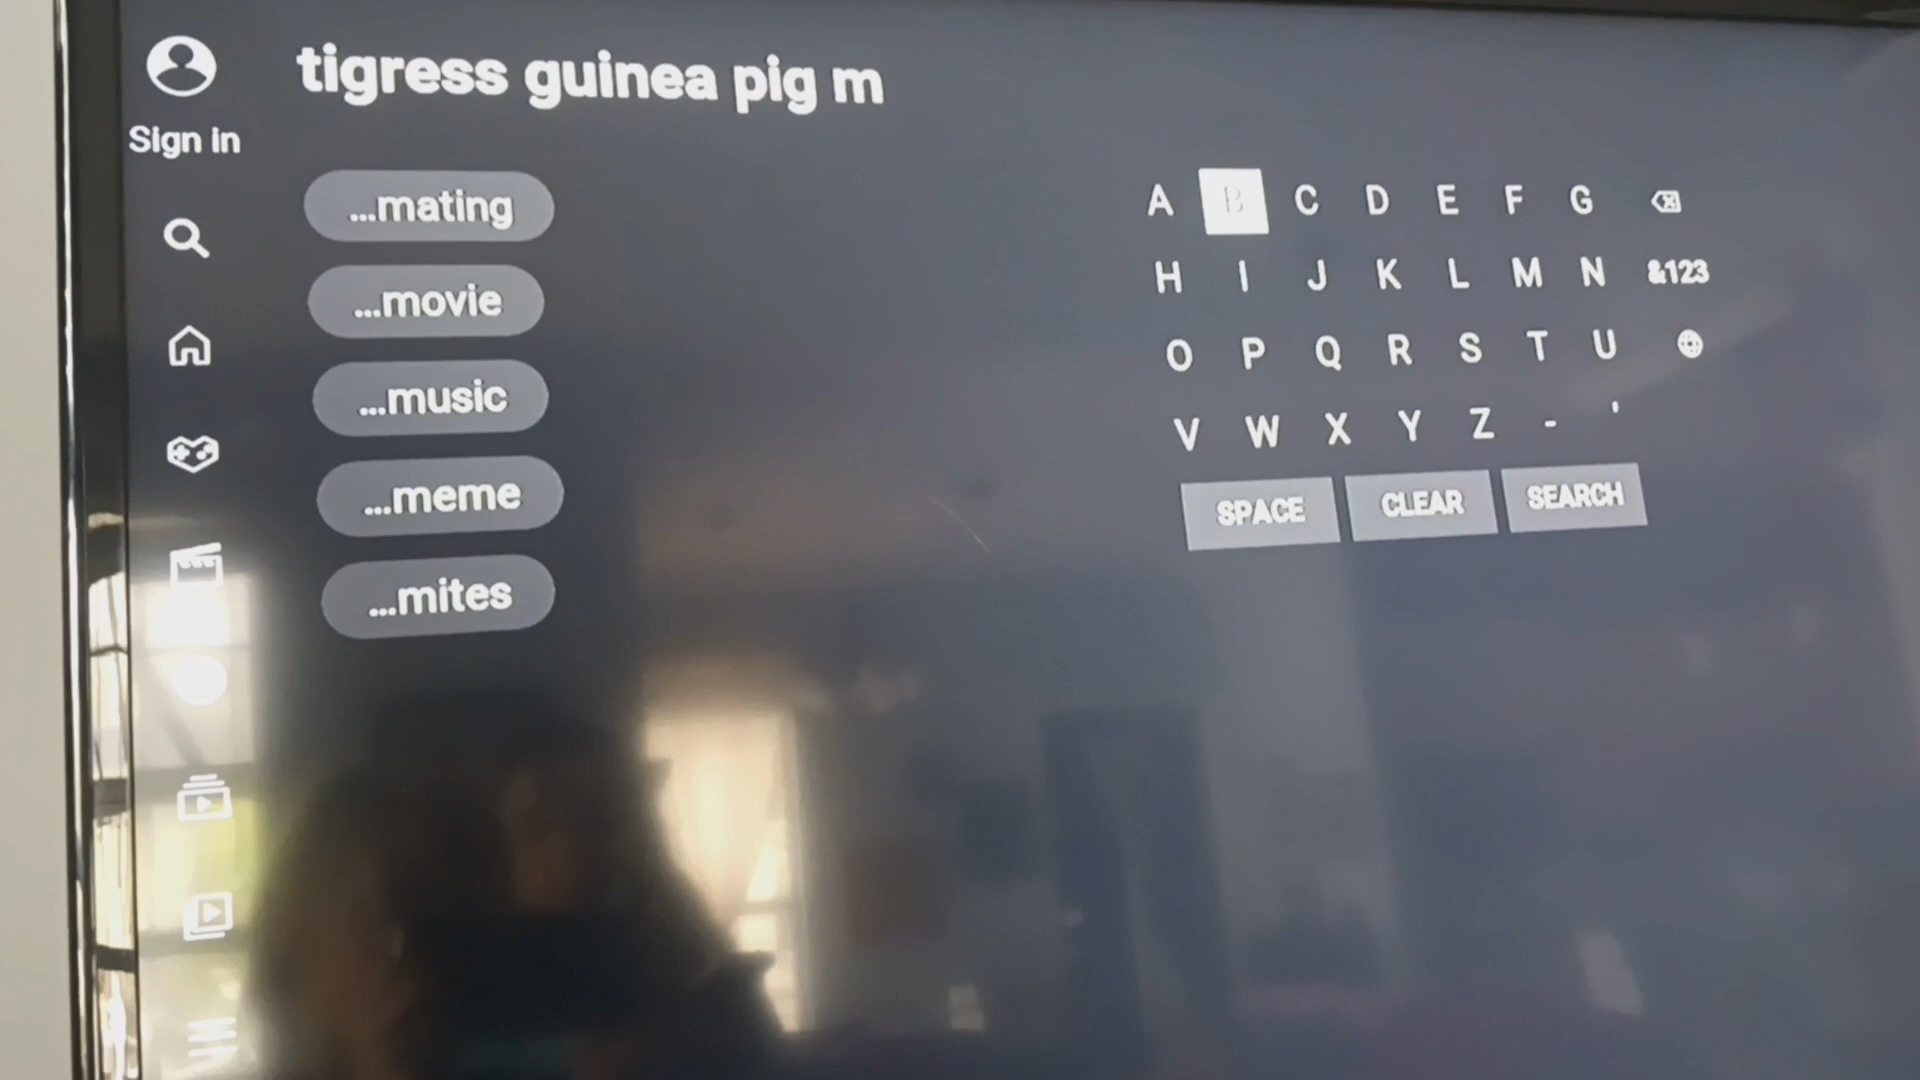 tigress guinea pig m
Sign in
...mating
...movie
...music
...meme
...mites
A B C D E F G
H I J K L M N &123
O P Q R S T U
V W X Y Z - '
SPACE CLEAR SEARCH